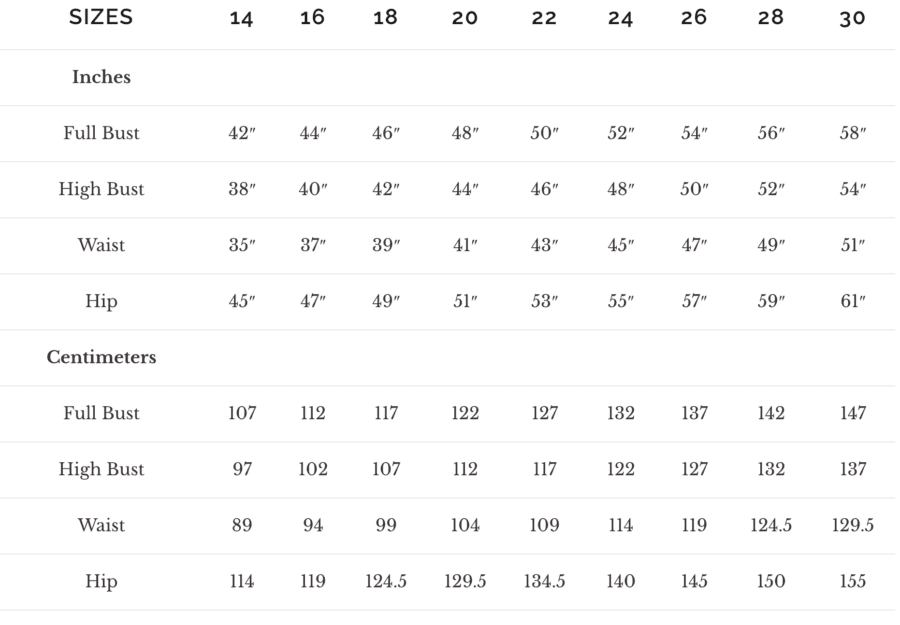 SIZES 14 16 18 20 22 24 26 28 30
Inches
Full Bust 42″ 44″ 46″ 48″ 50″ 52″ 54″ 56″ 58″
High Bust 38″ 40″ 42″ 44″ 46″ 48″ 50″ 52″ 54″
Waist 35″ 37″ 39″ 41″ 43″ 45″ 47″ 49″ 51″
Hip 45″ 47″ 49″ 51″ 53″ 55″ 57″ 59″ 61″
Centimeters
Full Bust 107 112 117 122 127 132 137 142 147
High Bust 97 102 107 112 117 122 127 132 137
Waist 89 94 99 104 109 114 119 124.5 129.5
Hip 114 119 124.5 129.5 134.5 140 145 150 155